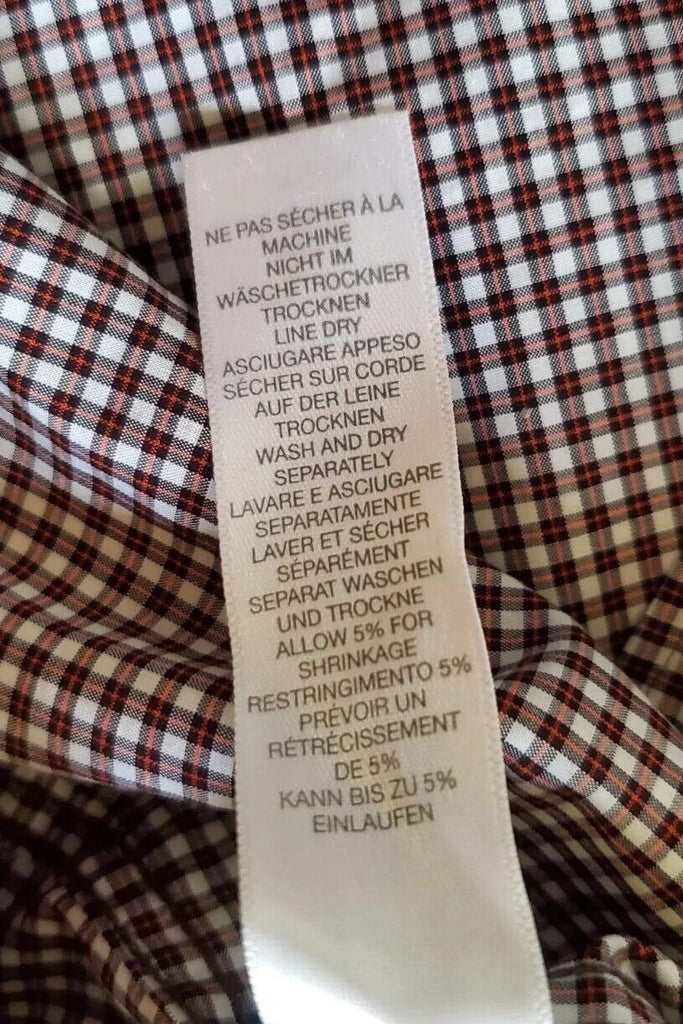 NE PAS SÉCHER À LA
MACHINE
NICHT IM
WÄSCHETROCKNER
TROCKNEN
LINE DRY
ASCIUGARE APPESO
SÉCHER SUR CORDE
AUF DER LEINE
TROCKNEN
WASH AND DRY
SEPARATELY
LAVARE E ASCIUGARE
SEPARATAMENTE
LAVER ET SÉCHER
SÉPARÉMENT
SEPARAT WASCHEN
UND TROCKNE
ALLOW 5% FOR
SHRINKAGE
RESTRINGIMENTO 5%
PRÉVOIR UN
RÉTRÉCISSEMENT
DE 5%
KANN BIS ZU 5%
EINLAUFEN